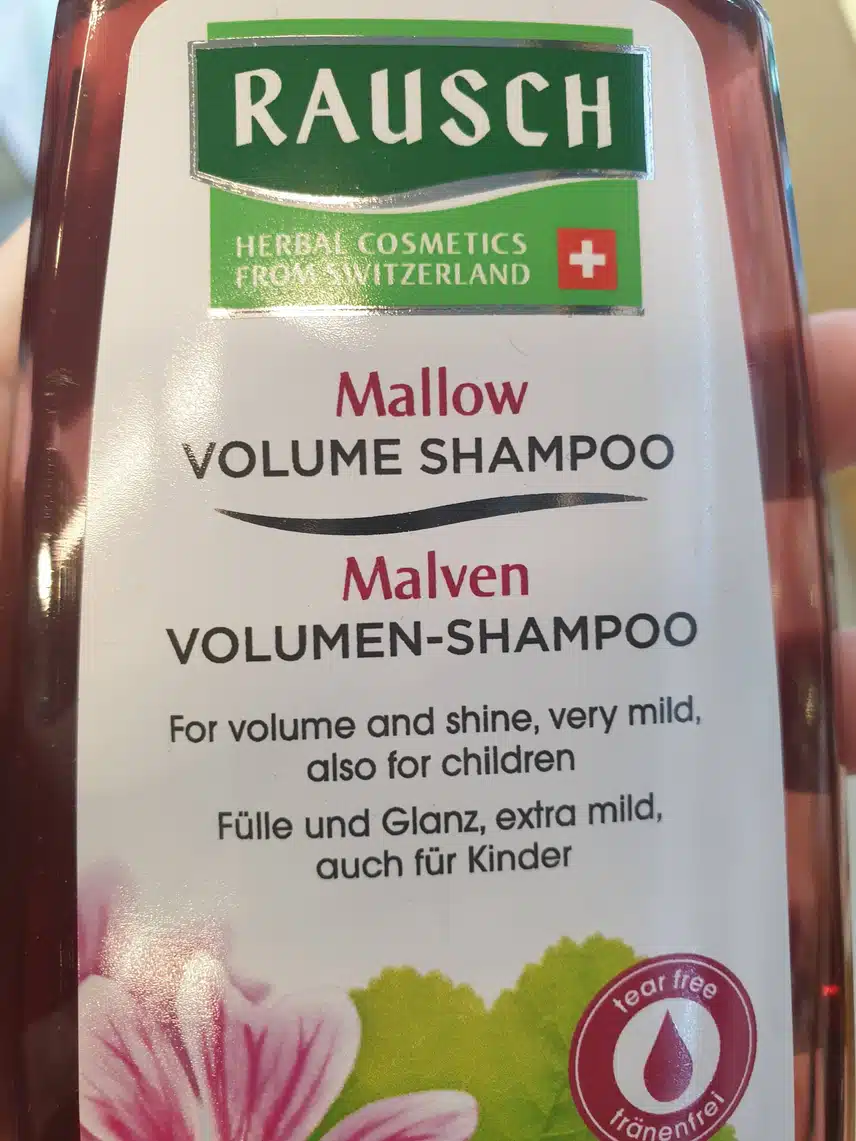 RAUSCH
HERBAL COSMETICS
FROM SWITZERLAND
Mallow
VOLUME SHAMPOO
Malven
VOLUMEN-SHAMPOO
For volume and shine, very mild,
also for children
Fülle und Glanz, extra mild,
auch für Kinder
tear free
tränenfrei